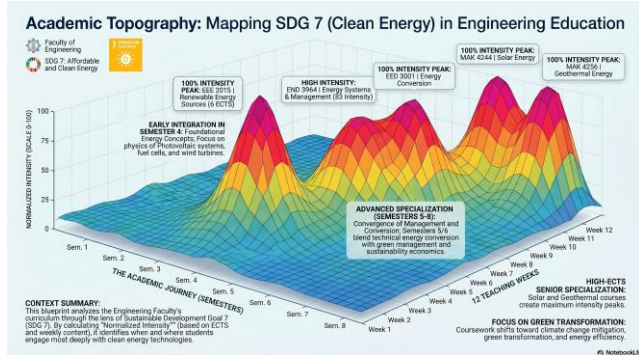 Academic Topography: Mapping SDG 7 (Clean Energy) in Engineering Education
Faculty of
Engineering
SDG 7: Affordable
and Clean Energy
100% INTENSITY
PEAK: EEE 2015 |
Renewable Energy
Sources (6 ECTS)
HIGH INTENSITY:
END 3964 | Energy Systems
& Management (83 Intensity)
100% INTENSITY PEAK:
EED 3001 | Energy
Conversion
100% INTENSITY PEAK:
MAK 4244 | Solar Energy
100% INTENSITY PEAK:
MAK 4256 |
Geothermal Energy
EARLY INTEGRATION IN
SEMESTER 4: Foundational
Energy Concepts; Focus on
physics of Photovoltaic systems,
fuel cells, and wind turbines.
NORMALIZED INTENSITY (SCALE 0-100)
100
75
50
25
0
ADVANCED SPECIALIZATION
(SEMESTERS 5-8):
Convergence of Management and
Conversion; Semesters 5/6
blend technical energy conversion
with green management and
sustainability economics.
Sem. 1
Sem. 2
Sem. 3
Sem. 4
Sem. 5
Sem. 6
Sem. 7
Sem. 8
THE ACADEMIC JOURNEY (SEMESTERS)
Week 1
Week 2
Week 3
Week 4
Week 5
Week 6
Week 7
Week 8
Week 9
Week 10
Week 11
Week 12
12 TEACHING WEEKS
CONTEXT SUMMARY:
This blueprint analyzes the Engineering Faculty's
curriculum through the lens of Sustainable Development Goal 7
(SDG 7). By calculating "Normalized Intensity"" (based on ECTS
and weekly content), it identifies when and where students
engage most deeply with clean energy technologies.
HIGH-ECTS
SENIOR SPECIALIZATION:
Solar and Geothermal courses
create maximum intensity peaks.
FOCUS ON GREEN TRANSFORMATION:
Coursework shifts toward climate change mitigation,
green transformation, and energy efficiency.
NotebookLM